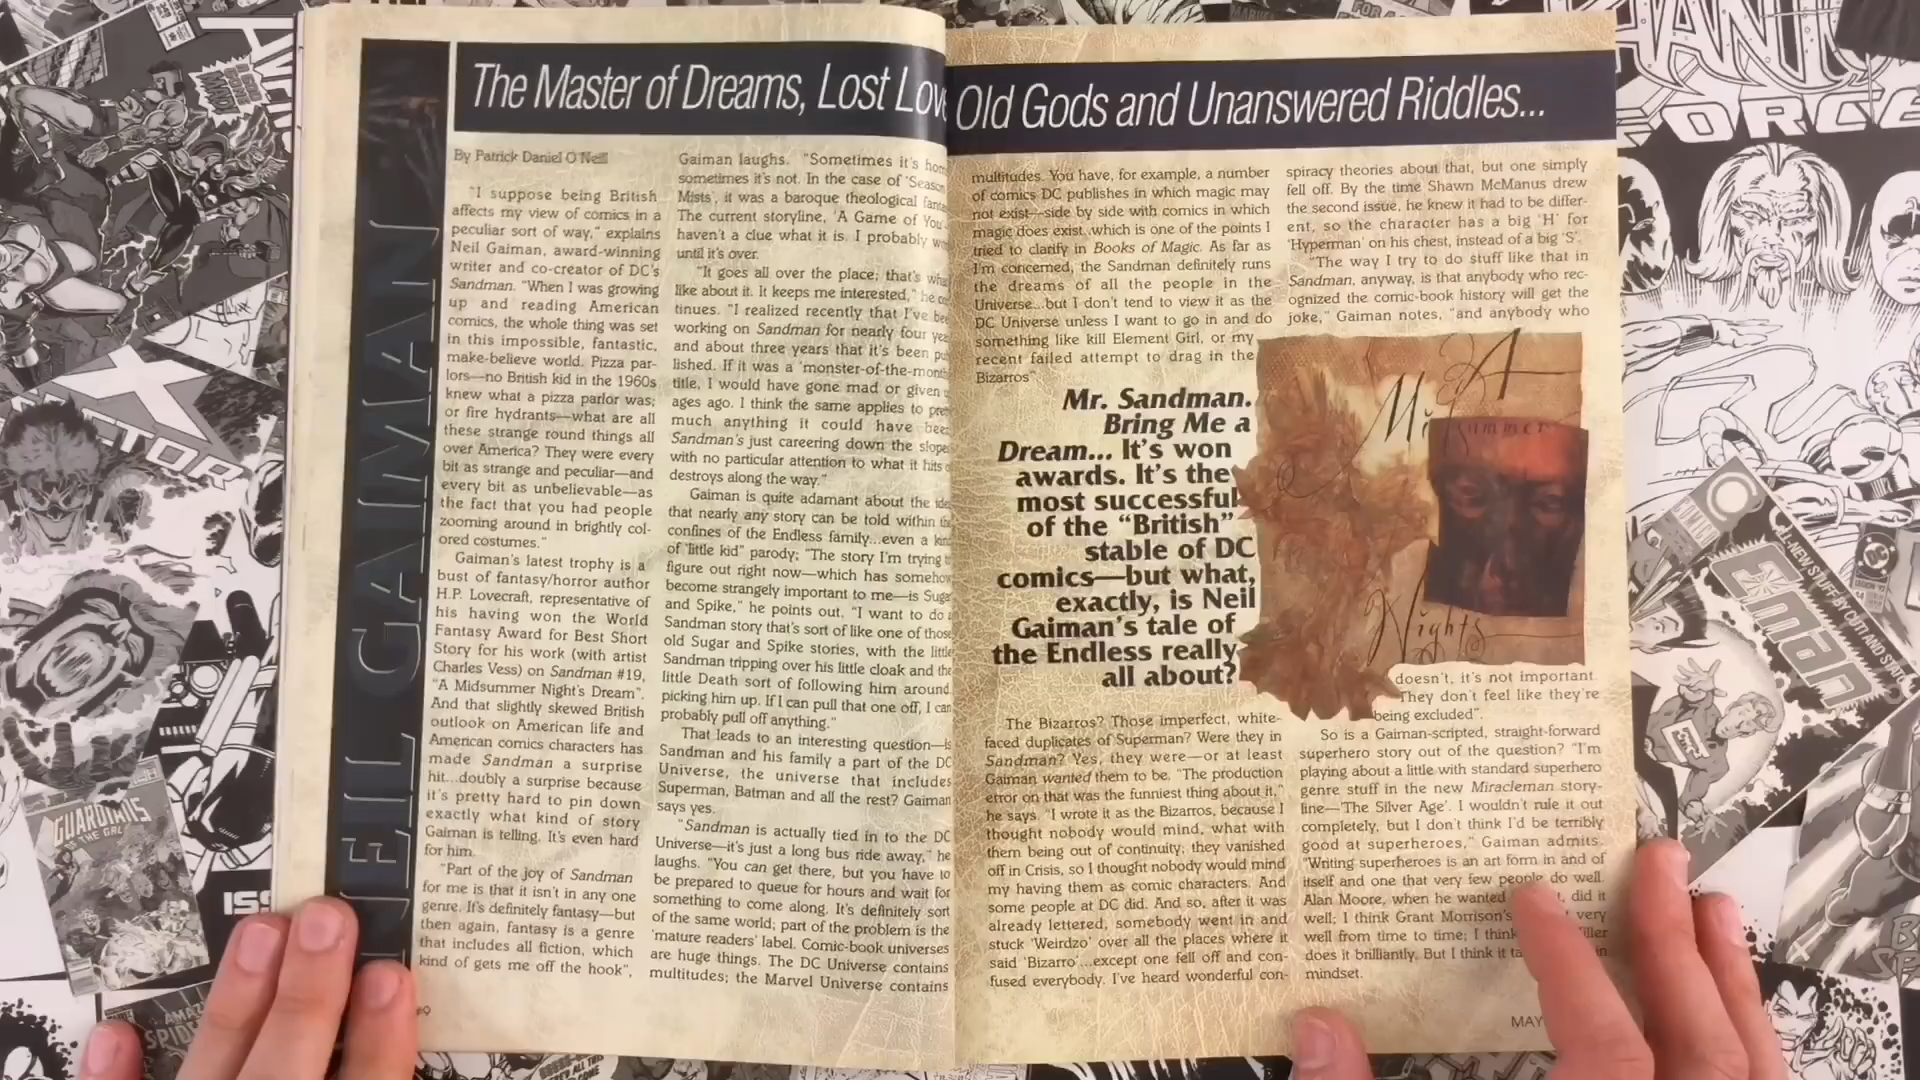 The Master of Dreams, Lost Love
Old Gods and Unanswered Riddles...
NEIL GAIMAN
By Patrick Daniel O'Neill
"I suppose being British
affects my view of comics in a
peculiar sort of way," explains
Neil Gaiman, award-winning
writer and co-creator of DC's
Sandman. "When I was growing
up and reading American
comics, the whole thing was set
in this impossible, fantastic,
make-believe world. Pizza par-
lors—no British kid in the 1960s
knew what a pizza parlor was;
or fire hydrants—what are all
these strange round things all
over America? They were every
bit as strange and peculiar—and
every bit as unbelievable—as
the fact that you had people
zooming around in brightly col-
ored costumes."
Gaiman's latest trophy is a
bust of fantasy/horror author
H.P. Lovecraft, representative of
his having won the World
Fantasy Award for Best Short
Story for his work (with artist
Charles Vess) on Sandman #19,
"A Midsummer Night's Dream".
And that slightly skewed British
outlook on American life and
American comics characters has
made Sandman a surprise
hit...doubly a surprise because
it's pretty hard to pin down
exactly what kind of story
Gaiman is telling. It's even hard
for him.
"Part of the joy of Sandman
for me is that it isn't in any one
genre. It's definitely fantasy—but
then again, fantasy is a genre
that includes all fiction, which
kind of gets me off the hook",
Gaiman laughs. "Sometimes it's
sometimes it's not. In the case of 'Season
Mists', it was a baroque theological
The current storyline, 'A Game of You'
haven't a clue what it is. I probably
until it's over.
"It goes all over the place; that's
like about it. It keeps me interested," he
tinues. "I realized recently that I've
working on Sandman for nearly four
and about three years that it's been
lished. If it was a 'monster-of-the-month
title, I would have gone mad or given
ages ago. I think the same applies to
much anything it could have
Sandman's just careering down the slope
with no particular attention to what it hits
destroys along the way."
Gaiman is quite adamant about the
that nearly any story can be told within
confines of the Endless family...even a
of "little kid" parody; "The story I'm trying
figure out right now—which has somehow
become strangely important to me—is
and Spike," he points out, "I want to do a
Sandman story that's sort of like one of those
old Sugar and Spike stories, with the little
Sandman tripping over his little cloak and the
little Death sort of following him around
picking him up. If I can pull that one off, I can
probably pull off anything."
That leads to an interesting question—is
Sandman and his family a part of the DC
Universe, the universe that includes
Superman, Batman and all the rest? Gaiman
says yes.
"Sandman is actually tied in to the DC
Universe—it's just a long bus ride away," he
laughs. "You can get there, but you have to
be prepared to queue for hours and wait for
something to come along. It's definitely sort
of the same world; part of the problem is the
'mature readers' label. Comic-book universes
are huge things. The DC Universe contains
multitudes; the Marvel Universe contains
#9
multitudes. You have, for example, a number
of comics DC publishes in which magic may
not exist—side by side with comics in which
magic does exist..which is one of the points I
tried to clarify in Books of Magic. As far as
I'm concerned, the Sandman definitely runs
the dreams of all the people in the
Universe...but I don't tend to view it as the
DC Universe unless I want to go in and do
something like kill Element Girl, or my
recent failed attempt to drag in the
Bizarros"
Mr. Sandman.
Bring Me a
Dream... It's won
awards. It's the
most successful
of the "British"
stable of DC
comics—but what,
exactly, is Neil
Gaiman's tale of
the Endless really
all about?
The Bizarros? Those imperfect, white-
faced duplicates of Superman? Were they in
Sandman? Yes, they were—or at least
Gaiman wanted them to be. "The production
error on that was the funniest thing about it,"
he says. "I wrote it as the Bizarros, because I
thought nobody would mind, what with
them being out of continuity; they vanished
off in Crisis, so I thought nobody would mind
my having them as comic characters. And
some people at DC did. And so, after it was
already lettered, somebody went in and
stuck 'Weirdzo' over all the places where it
said 'Bizarro'...except one fell off and con-
fused everybody. I've heard wonderful con-
spiracy theories about that, but one simply
fell off. By the time Shawn McManus drew
the second issue, he knew it had to be differ-
ent, so the character has a big 'H' for
'Hyperman' on his chest, instead of a big 'S'.
"The way I try to do stuff like that in
Sandman, anyway, is that anybody who rec-
ognized the comic-book history will get the
joke," Gaiman notes, "and anybody who
A
Midsummer
Nights
doesn't, it's not important.
They don't feel like they're
being excluded".
So is a Gaiman-scripted, straight-forward
superhero story out of the question? "I'm
playing about a little with standard superhero
genre stuff in the new Miracleman story-
line—'The Silver Age'. I wouldn't rule it out
completely, but I don't think I'd be terribly
good at superheroes," Gaiman admits.
"Writing superheroes is an art form in and of
itself and one that very few people do well.
Alan Moore, when he wanted did it
well; I think Grant Morrison's very
well from time to time; I think
does it brilliantly. But I think it in
mindset.
MAY
GUARDIANS
OF THE GAL
ISS
FORCE
E-man
ALL-NEW STUFF BY CUTI AND STATON
DC